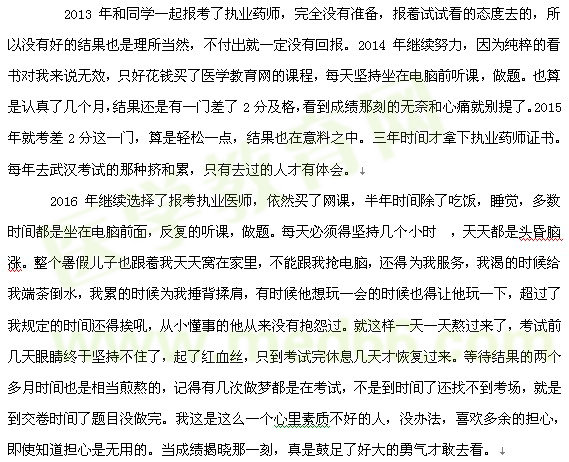 2013 年和同学一起报考了执业药师，完全没有准备，报着试试看的态度去的，所
以没有好的结果也是理所当然，不付出就一定没有回报。2014 年继续努力，因为纯粹的看
书对我来说无效，只好花钱买了医学教育网的课程，每天坚持坐在电脑前听课，做题。也算
是认真了几个月，结果还是有一门差了 2 分及格，看到成绩那刻的无奈和心痛就别提了。2015
年就考差 2 分这一门，算是轻松一点，结果也在意料之中。三年时间才拿下执业药师证书。
每年去武汉考试的那种挤和累，只有去过的人才有体会。
2016 年继续选择了报考执业医师，依然买了网课，半年时间除了吃饭，睡觉，多数
时间都是坐在电脑前面，反复的听课，做题。每天必须得坚持几个小时 ，天天都是头昏脑
涨。整个暑假儿子也跟着我天天窝在家里，不能跟我抢电脑，还得为我服务，我渴的时候给
我端茶倒水，我累的时候为我捶背揉肩，有时候他想玩一会的时候也得让他玩一下，超过了
我规定的时间还得挨吼，从小懂事的他从来没有抱怨过。就这样一天一天熬过来了，考试前
几天眼睛终于坚持不住了，起了红血丝，只到考试完休息几天才恢复过来。等待结果的两个
多月时间也是相当煎熬的，记得有几次做梦都是在考试，不是到时间了还找不到考场，就是
到交卷时间了题目没做完。我这是这么一个心里素质不好的人，没办法，喜欢多余的担心，
即使知道担心是无用的。当成绩揭晓那一刻，真是鼓足了好大的勇气才敢去看。
医学教育网